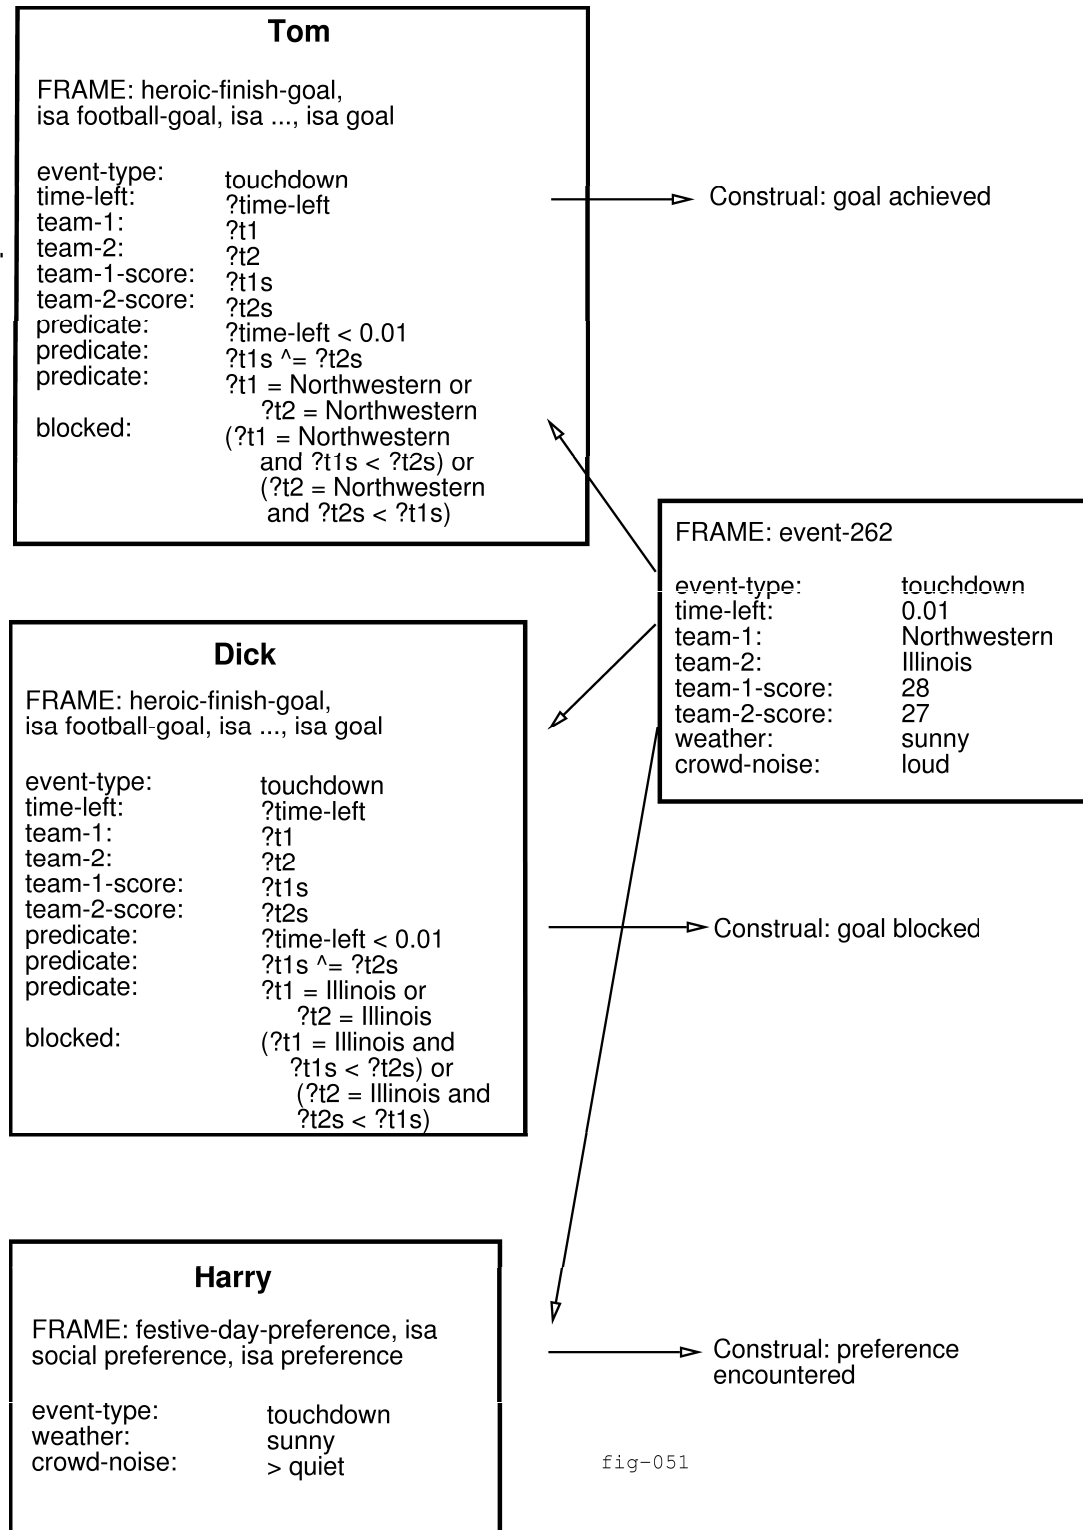 Tom
FRAME: heroic-finish-goal,
isa football-goal, isa ..., isa goal
event-type: touchdown
time-left: ?time-left
team-1: ?t1
team-2: ?t2
team-1-score: ?t1s
team-2-score: ?t2s
predicate: ?time-left < 0.01
predicate: ?t1s ^= ?t2s
predicate: ?t1 = Northwestern or
?t2 = Northwestern
blocked: (?t1 = Northwestern
and ?t1s < ?t2s) or
(?t2 = Northwestern
and ?t2s < ?t1s)
Construal: goal achieved
FRAME: event-262
event-type: touchdown
time-left: 0.01
team-1: Northwestern
team-2: Illinois
team-1-score: 28
team-2-score: 27
weather: sunny
crowd-noise: loud
Dick
FRAME: heroic-finish-goal,
isa football-goal, isa ..., isa goal
event-type: touchdown
time-left: ?time-left
team-1: ?t1
team-2: ?t2
team-1-score: ?t1s
team-2-score: ?t2s
predicate: ?time-left < 0.01
predicate: ?t1s ^= ?t2s
predicate: ?t1 = Illinois or
?t2 = Illinois
blocked: (?t1 = Illinois and
?t1s < ?t2s) or
(?t2 = Illinois and
?t2s < ?t1s)
Construal: goal blocked
Harry
FRAME: festive-day-preference, isa
social preference, isa preference
event-type: touchdown
weather: sunny
crowd-noise: > quiet
Construal: preference
encountered
fig-051